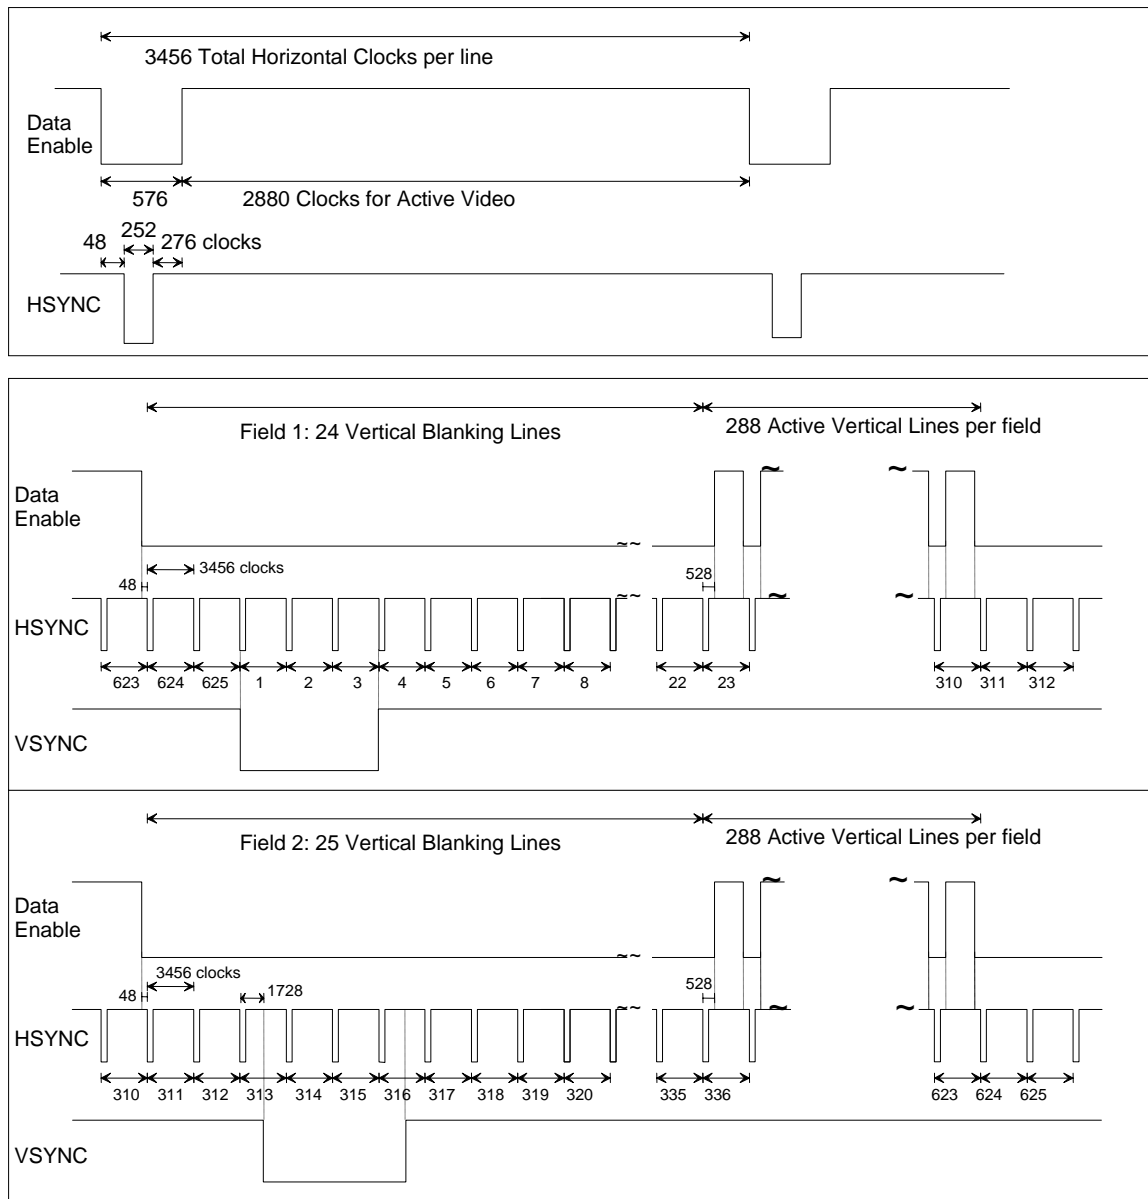 3456 Total Horizontal Clocks per line
Data
Enable
576
2880 Clocks for Active Video
252
48
276 clocks
HSYNC
Field 1: 24 Vertical Blanking Lines
288 Active Vertical Lines per field
Data
Enable
~~
~
~
3456 clocks
48
528
HSYNC
~~
~
~
623 624 625 1 2 3 4 5 6 7 8 22 23 310 311 312
VSYNC
Field 2: 25 Vertical Blanking Lines
288 Active Vertical Lines per field
Data
Enable
~~
~
~
3456 clocks
48
1728
528
HSYNC
~~
~
~
310 311 312 313 314 315 316 317 318 319 320 335 336 623 624 625
VSYNC